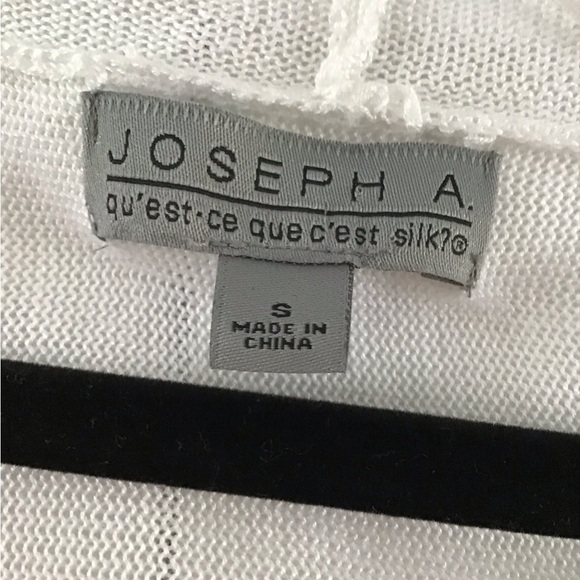 JOSEPH A.
qu'est-ce que c'est silk?®
S
MADE IN
CHINA